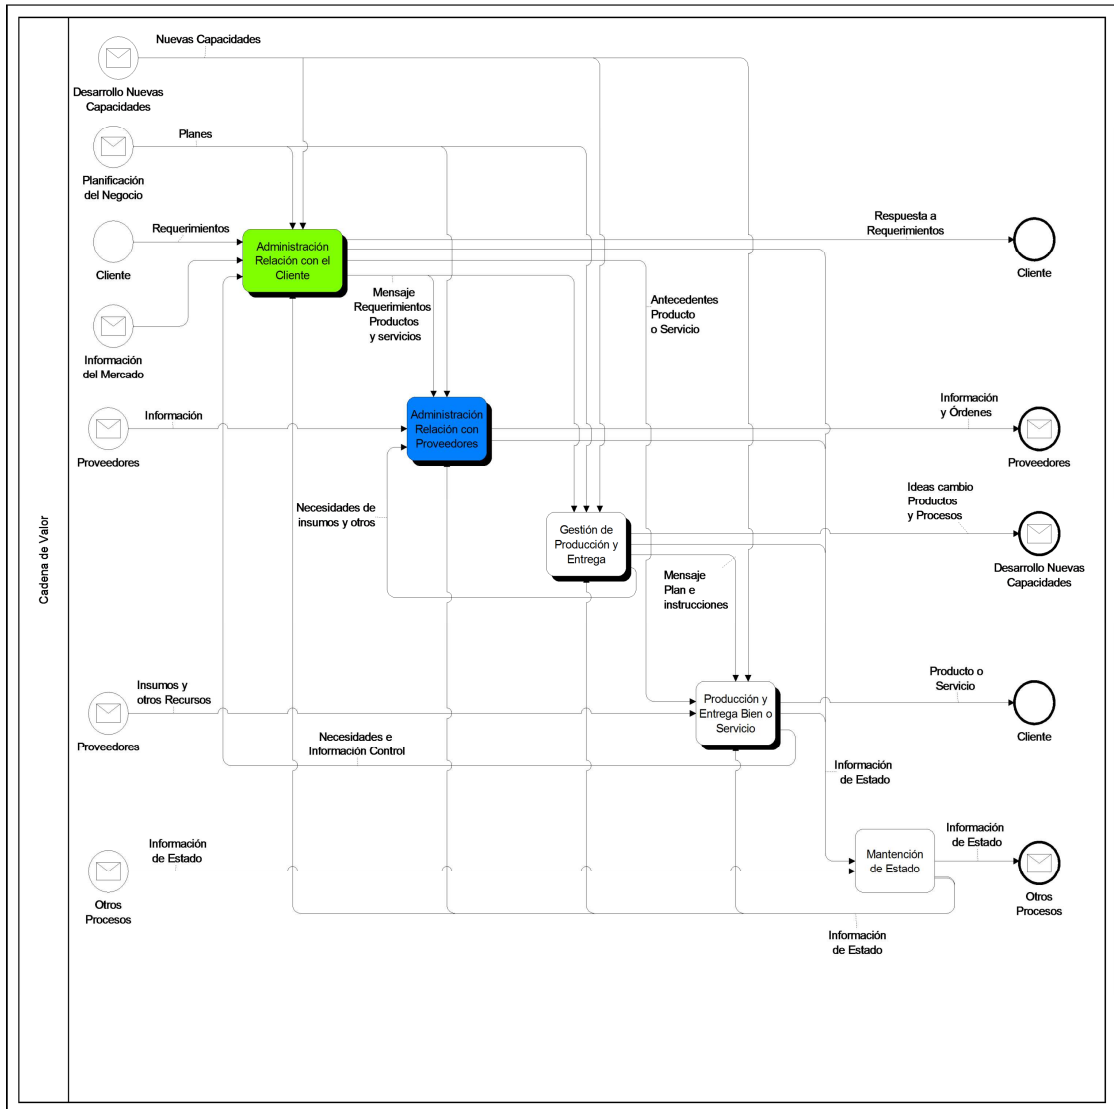 Cadena de Valor
Nuevas Capacidades
Desarrollo Nuevas
Capacidades
Planes
Planificación
del Negocio
Requerimientos
Cliente
Administración
Relación con el
Cliente
Respuesta a
Requerimientos
Cliente
Mensaje
Requerimientos
Productos
y servicios
Antecedentes
Producto
o Servicio
Información
del Mercado
Información
Proveedores
Administración
Relación con
Proveedores
Información
y Órdenes
Proveedores
Necesidades de
insumos y otros
Gestión de
Producción y
Entrega
Ideas cambio
Productos
y Procesos
Desarrollo Nuevas
Capacidades
Mensaje
Plan e
instrucciones
Insumos y
otros Recursos
Proveedores
Producción y
Entrega Bien o
Servicio
Producto o
Servicio
Cliente
Necesidades e
Información Control
Información
de Estado
Información
de Estado
Otros
Procesos
Mantención
de Estado
Información
de Estado
Otros
Procesos
Información
de Estado